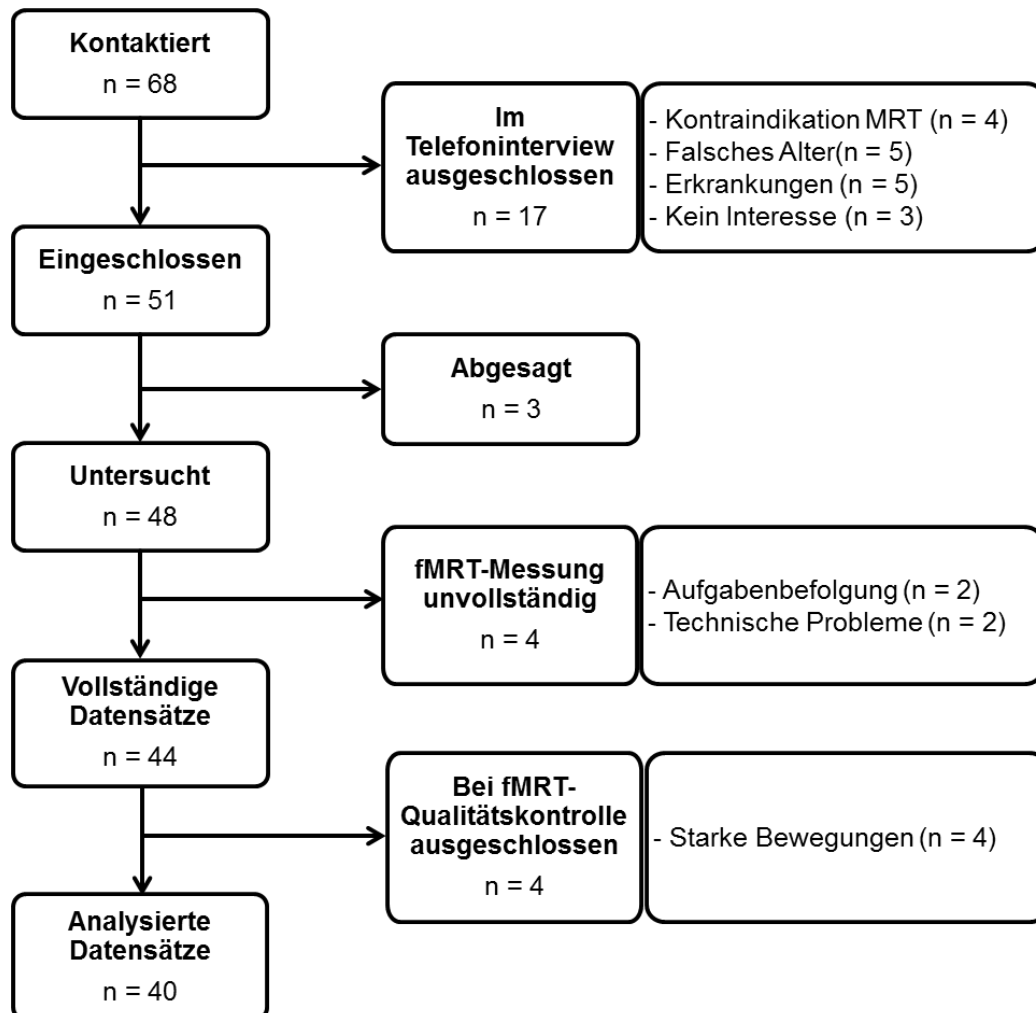 Kontaktiert
n = 68
Im
Telefoninterview
ausgeschlossen
n = 17
- Kontraindikation MRT (n = 4)
- Falsches Alter(n = 5)
- Erkrankungen (n = 5)
- Kein Interesse (n = 3)
Eingeschlossen
n = 51
Abgesagt
n = 3
Untersucht
n = 48
fMRT-Messung
unvollständig
n = 4
- Aufgabenbefolgung (n = 2)
- Technische Probleme (n = 2)
Vollständige
Datensätze
n = 44
Bei fMRT-
Qualitätskontrolle
ausgeschlossen
n = 4
- Starke Bewegungen (n = 4)
Analysierte
Datensätze
n = 40